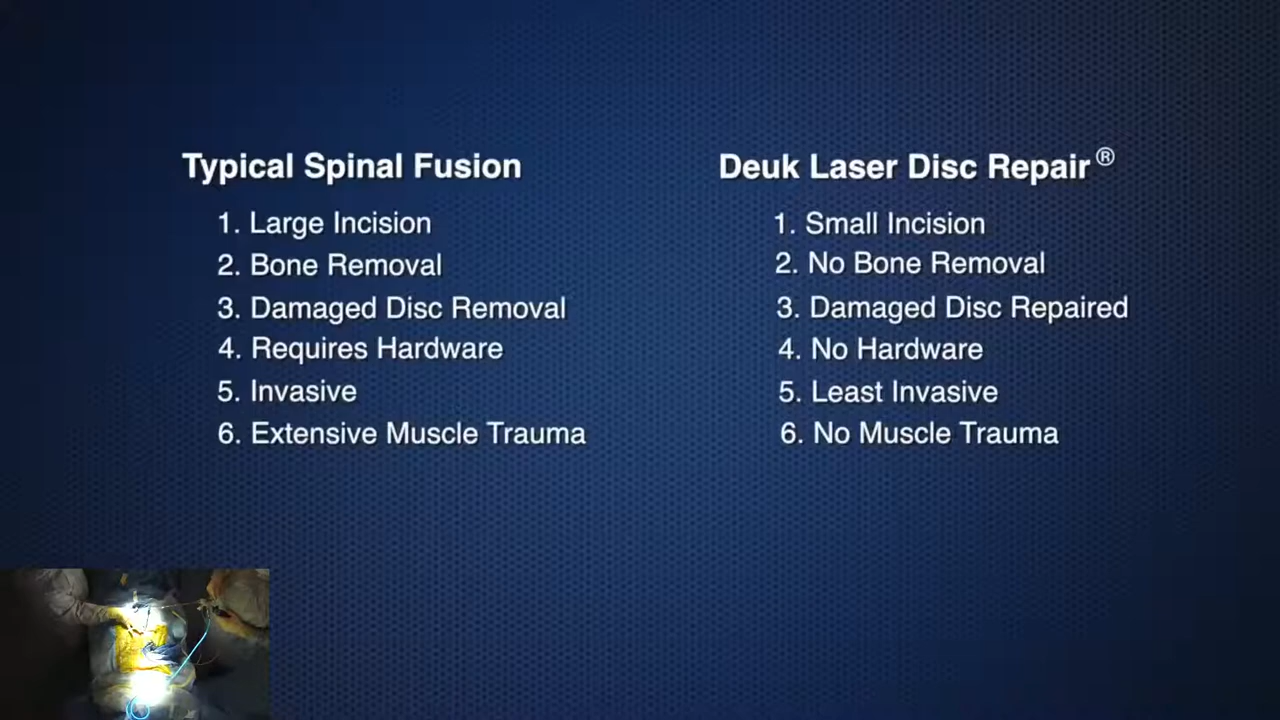 Typical Spinal Fusion
1. Large Incision
2. Bone Removal
3. Damaged Disc Removal
4. Requires Hardware
5. Invasive
6. Extensive Muscle Trauma
Deuk Laser Disc Repair®
1. Small Incision
2. No Bone Removal
3. Damaged Disc Repaired
4. No Hardware
5. Least Invasive
6. No Muscle Trauma